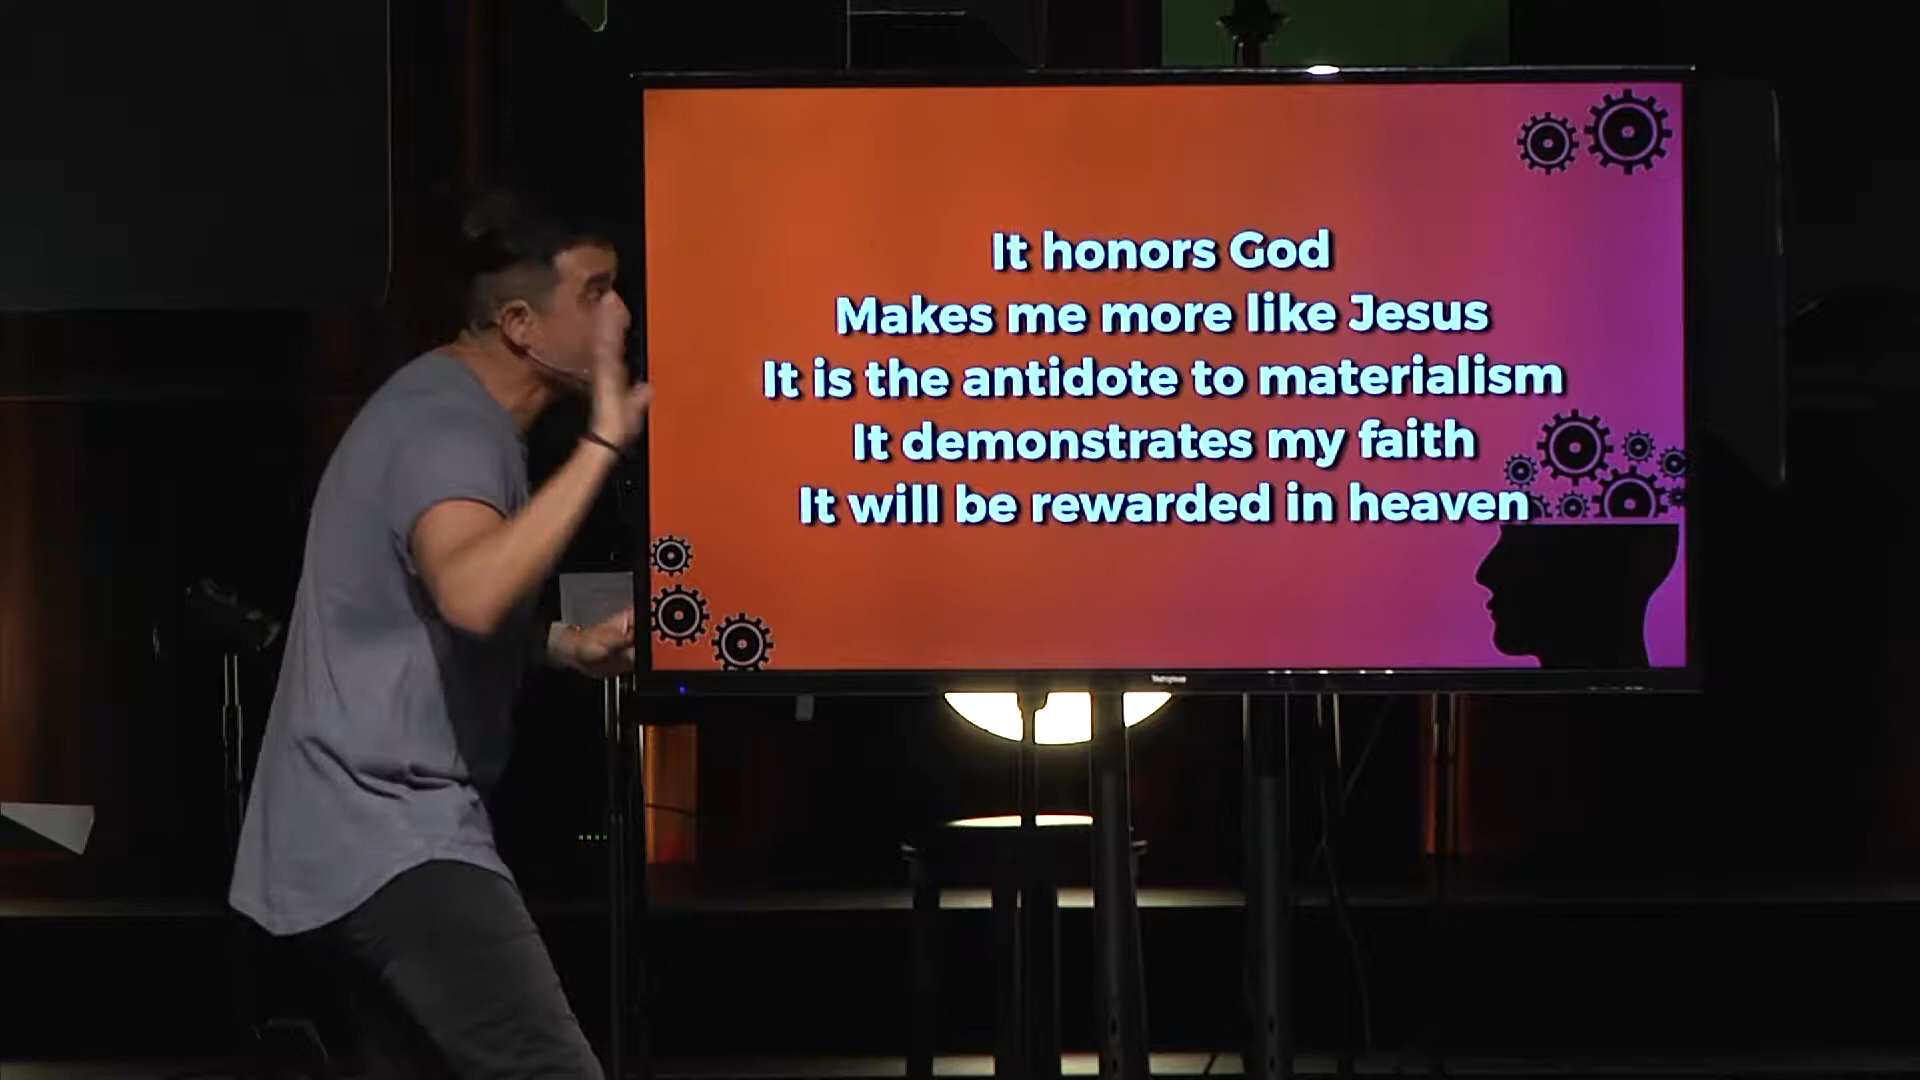 It honors God
Makes me more like Jesus
It is the antidote to materialism
It demonstrates my faith
It will be rewarded in heaven